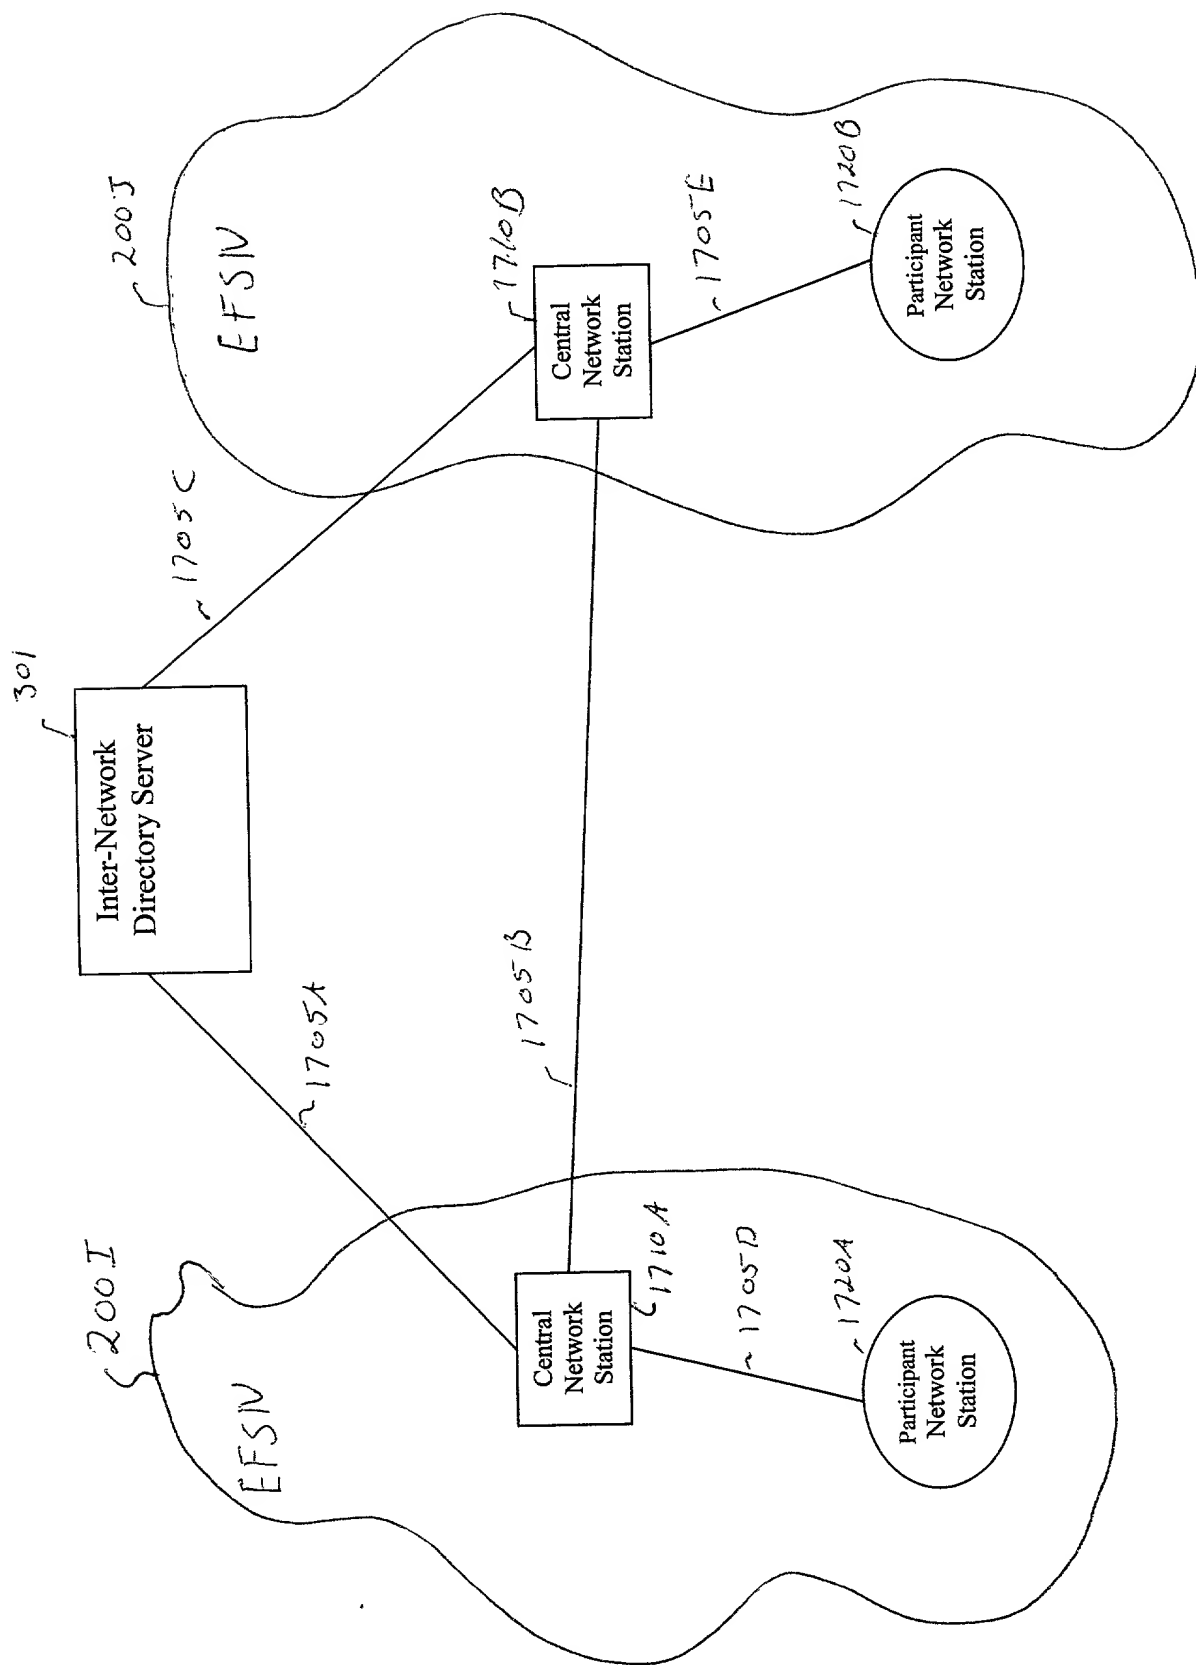 301
Inter-Network
Directory Server
200I
200J
EFSN
EFSN
1705A
1705C
1710B
Central
Network
Station
Central
Network
Station
1705B
1710A
1705D
1705E
1720A
1720B
Participant
Network
Station
Participant
Network
Station